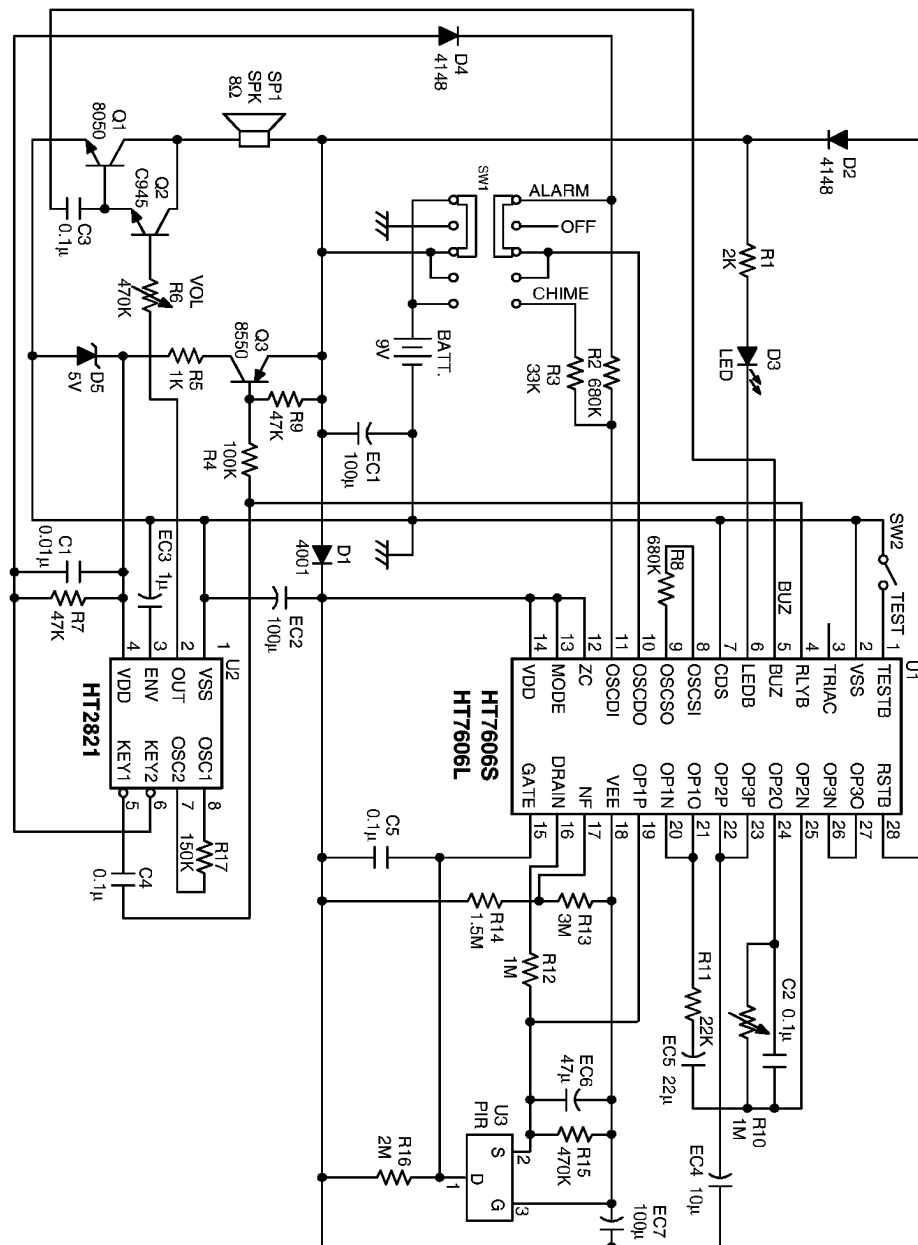 D4
4148
SP1
SPK
8Ω
Q1
8050
Q2
C945
C3
0.1μ
VOL
R6
470K
D5
5V
R5
1K
Q3
8550
R9
47K
R4
100K
SW1
ALARM
OFF
CHIME
BATT.
9V
EC1
100μ
R3
33K
R2
680K
D2
4148
R1
2K
D3
LED
C1
0.01μ
R7
47K
EC3 1μ
D1
4001
EC2
100μ
R8
680K
BUZ
SW2
TEST
U2
4
3
2
1
VDD
ENV
OUT
VSS
HT2821
KEY1
KEY2
OSC2
OSC1
5
6
7
8
R17
150K
C4
0.1μ
U1
14
13
12
11
10
9
8
7
6
5
4
3
2
1
VDD
MODE
ZC
OSCDI
OSCDO
OSCSO
OSCSI
CDS
LEDB
BUZ
RLYB
TRIAC
VSS
TESTB
HT7606S
HT7606L
GATE
DRAIN
NF
VEE
OP1P
OP1N
OP1O
OP2P
OP3P
OP2O
OP2N
OP3N
OP3O
RSTB
15
16
17
18
19
20
21
22
23
24
25
26
27
28
C5
0.1μ
R14
1.5M
R13
3M
R12
1M
R11
22K
EC5 22μ
C2 0.1μ
R10
1M
EC4 10μ
EC6
47μ
R15
470K
U3
PIR
S
D
G
2
1
3
R16
2M
EC7
100μ